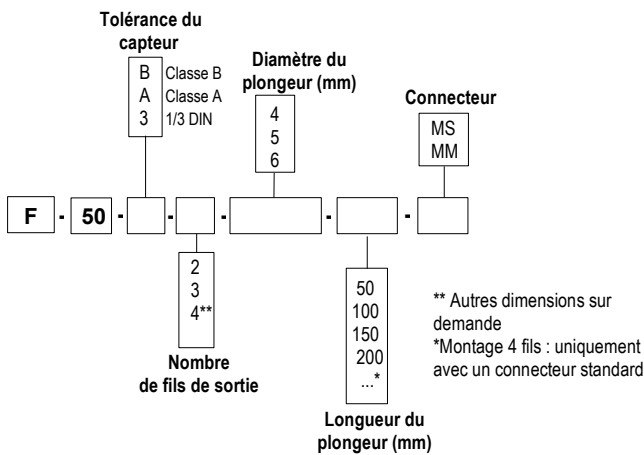 Tolérance du
capteur
B Classe B
A Classe A
3 1/3 DIN
Diamètre du
plongeur (mm)
4
5
6
Connecteur
MS
MM
F - 50 - - - - -
2
3
4**
Nombre
de fils de sortie
50
100
150
200
...*
Longueur du
plongeur (mm)
** Autres dimensions sur
demande
*Montage 4 fils : uniquement
avec un connecteur standard